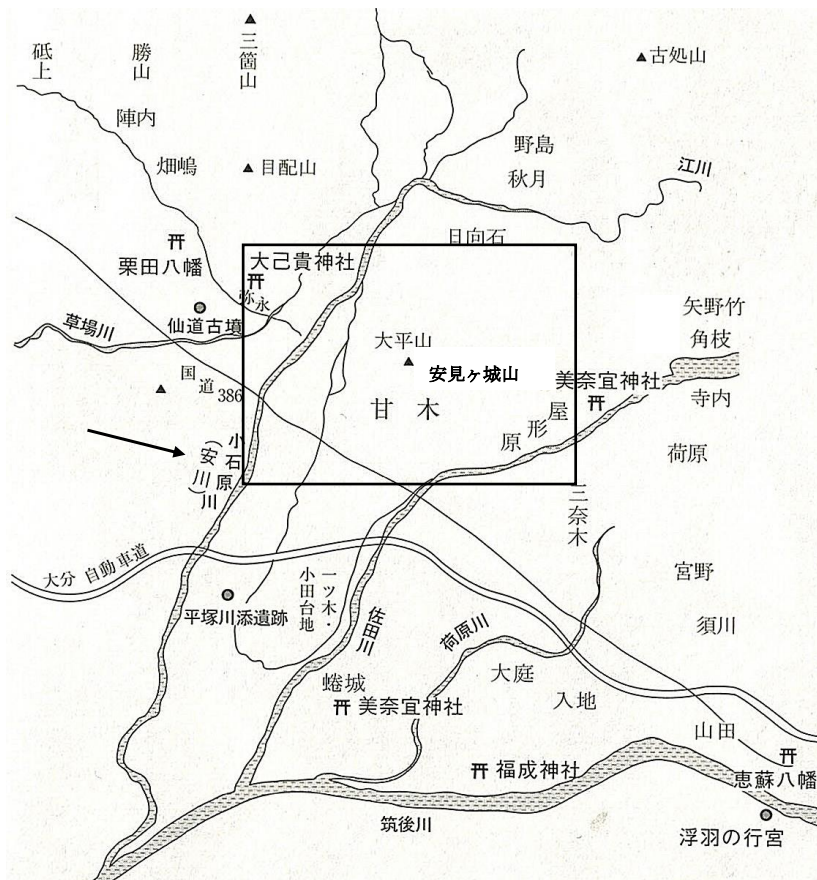 砥上
勝山
三箇山
古処山
陣内
畑嶋
目配山
野島
秋月
江川
日向石
栗田八幡
大己貴神社
弥永
仙道古墳
草場川
国道386
大平山
安見ヶ城山
甘木
美奈宜神社
矢野竹
角枝
寺内
荷原
屋形原
三奈木
小石原川
(安川)
大分自動車道
平塚川添遺跡
一ツ木・
小田台地
佐田川
荷原川
宮野
須川
大庭
入地
山田
蜷城
美奈宜神社
福成神社
恵蘇八幡
筑後川
浮羽の行宮